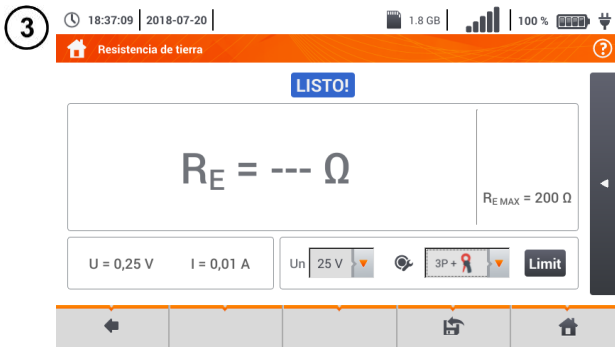 3
18:37:09 2018-07-20 1.8 GB 100 %
Resistencia de tierra ?
LISTO!
RE = --- Ω
RE MAX = 200 Ω
U = 0,25 V I = 0,01 A Un 25 V 3P + Limit